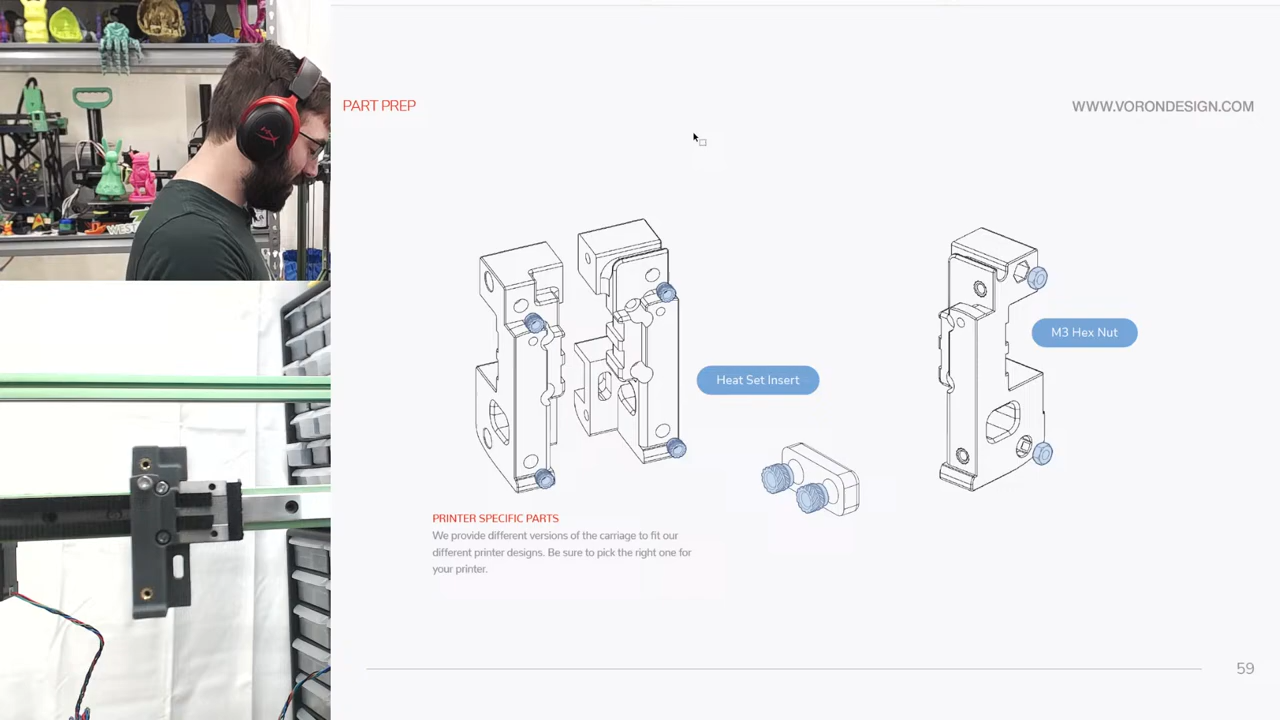 PART PREP
WWW.VORONDESIGN.COM
M3 Hex Nut
Heat Set Insert
PRINTER SPECIFIC PARTS
We provide different versions of the carriage to fit our
different printer designs. Be sure to pick the right one for
your printer.
59